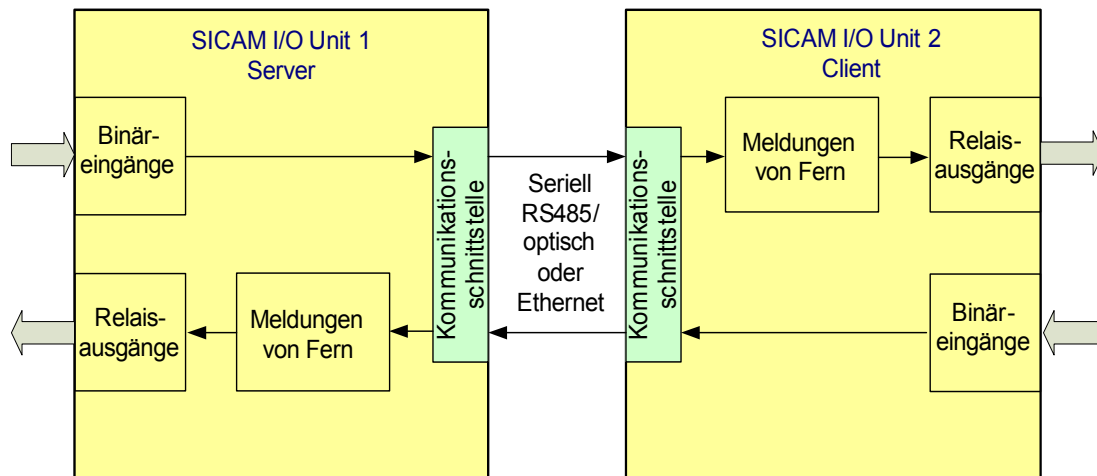 SICAM I/O Unit 1
Server
SICAM I/O Unit 2
Client
Binär-
eingänge
Kommunikations-
schnittstelle
Seriell
RS485/
optisch
oder
Ethernet
Kommunikations-
schnittstelle
Meldungen
von Fern
Relais-
ausgänge
Relais-
ausgänge
Meldungen
von Fern
Binär-
eingänge